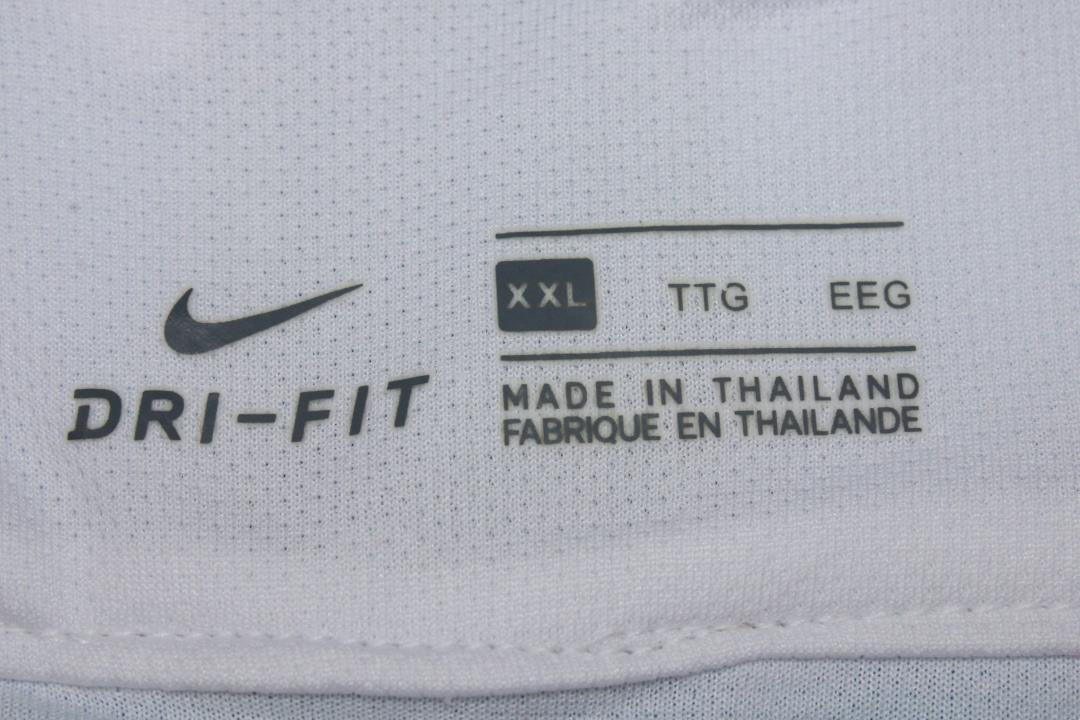 DRI-FIT
XXL TTG EEG
MADE IN THAILAND
FABRIQUE EN THAILANDE